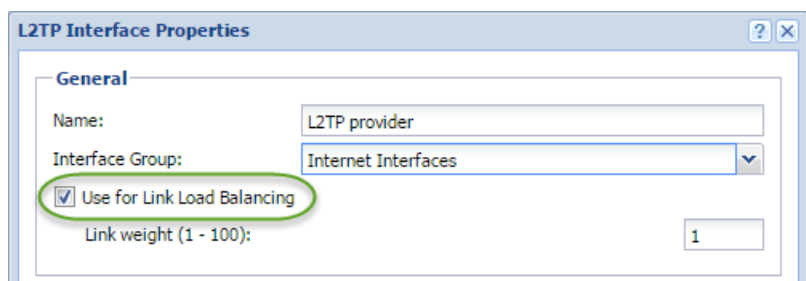 L2TP Interface Properties
?
General
Name: L2TP provider
Interface Group: Internet Interfaces
Use for Link Load Balancing
Link weight (1 - 100): 1